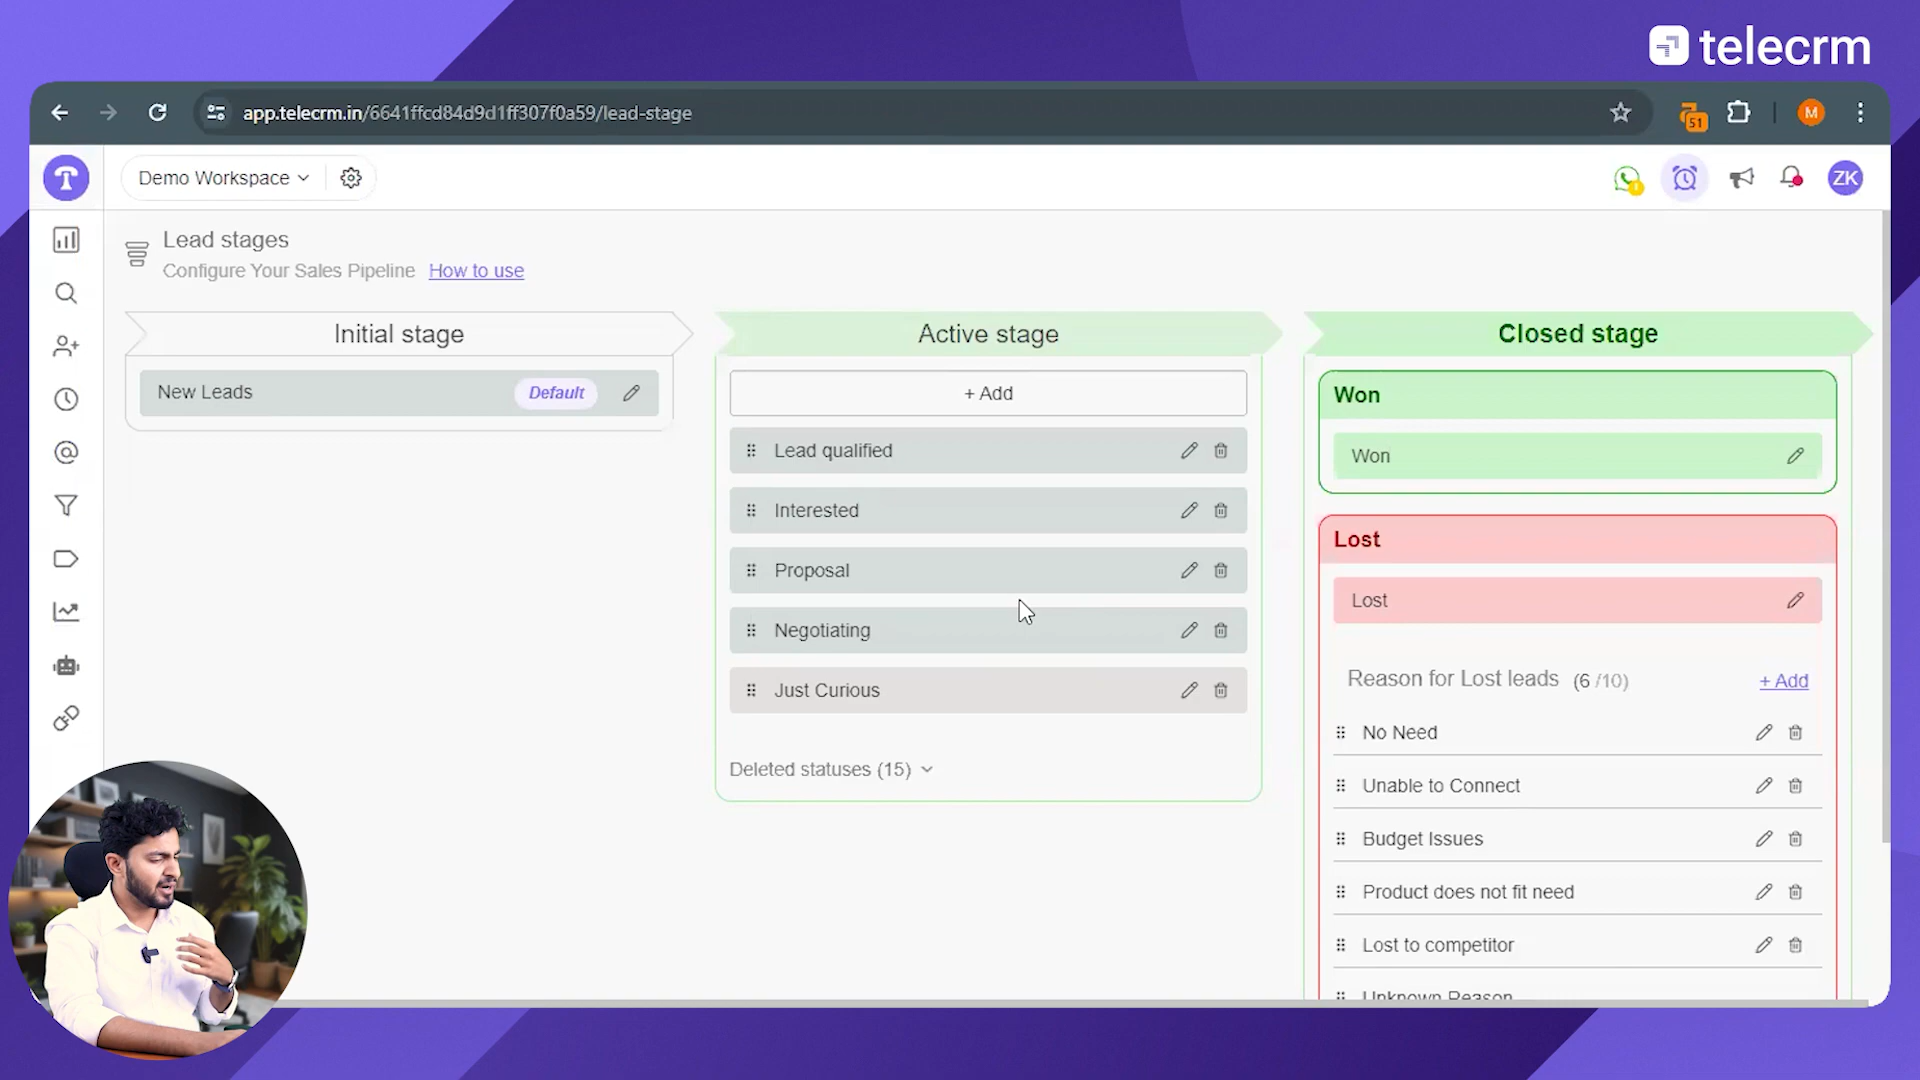 telecrm
app.telecrm.in/6641ffcd84d9d1ff307f0a59/lead-stage
51
M
Demo Workspace
ZK
Lead stages
Configure Your Sales Pipeline How to use
Initial stage
New Leads Default
Active stage
+ Add
Lead qualified
Interested
Proposal
Negotiating
Just Curious
Deleted statuses (15)
Closed stage
Won
Won
Lost
Lost
Reason for Lost leads (6 /10) + Add
No Need
Unable to Connect
Budget Issues
Product does not fit need
Lost to competitor
Unknown Reason